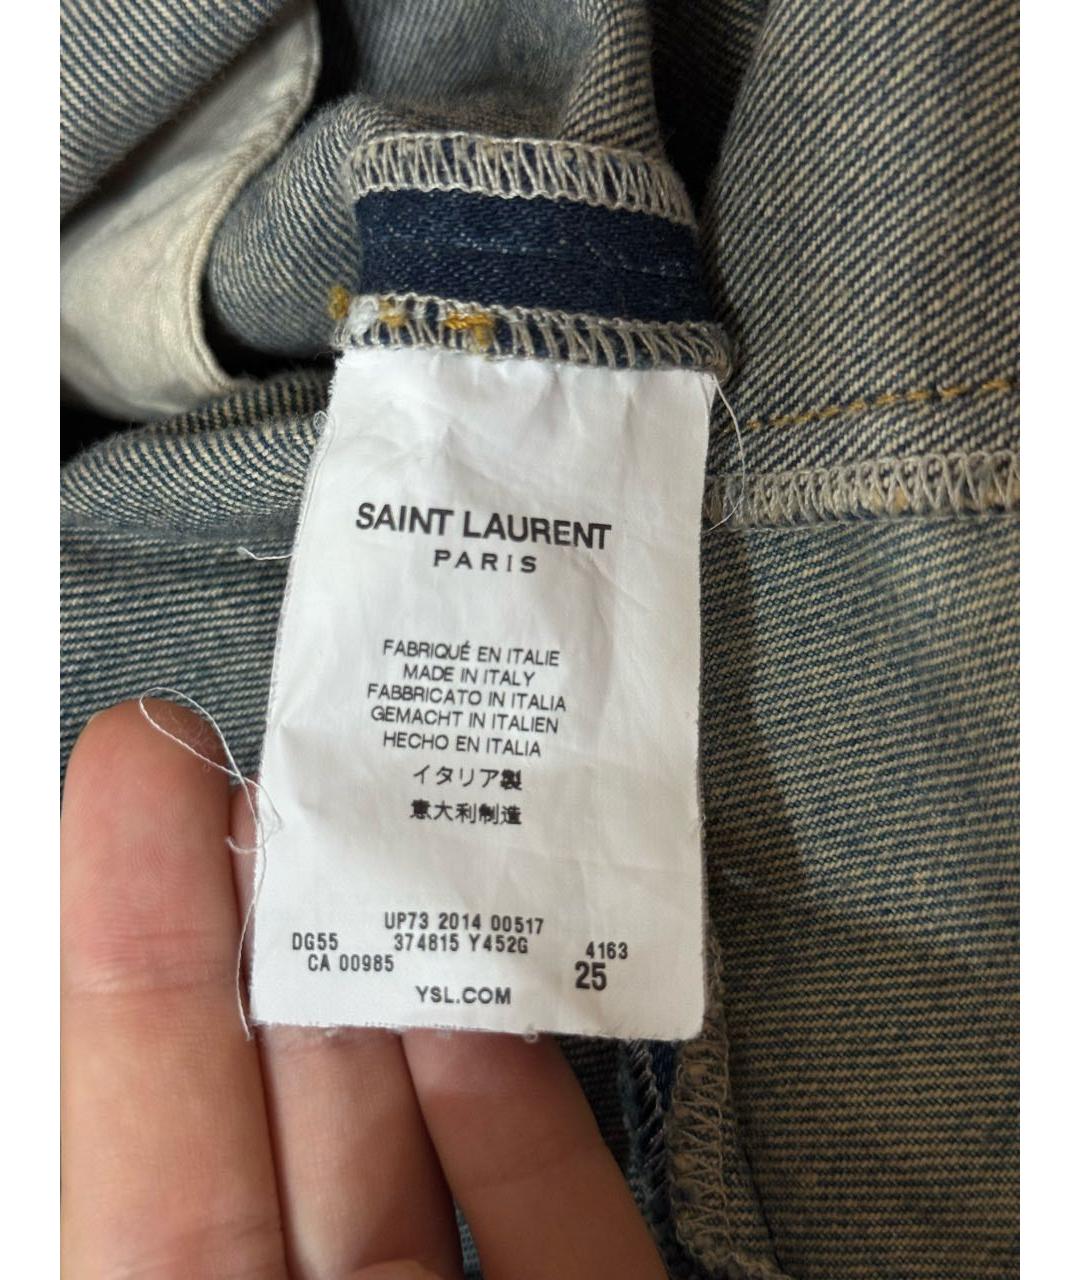 SAINT LAURENT
PARIS
FABRIQUÉ EN ITALIE
MADE IN ITALY
FABBRICATO IN ITALIA
GEMACHT IN ITALIEN
HECHO EN ITALIA
イタリア製
意大利制造
UP73 2014 00517
DG55 374815 Y452G 4163
CA 00985 25
YSL.COM